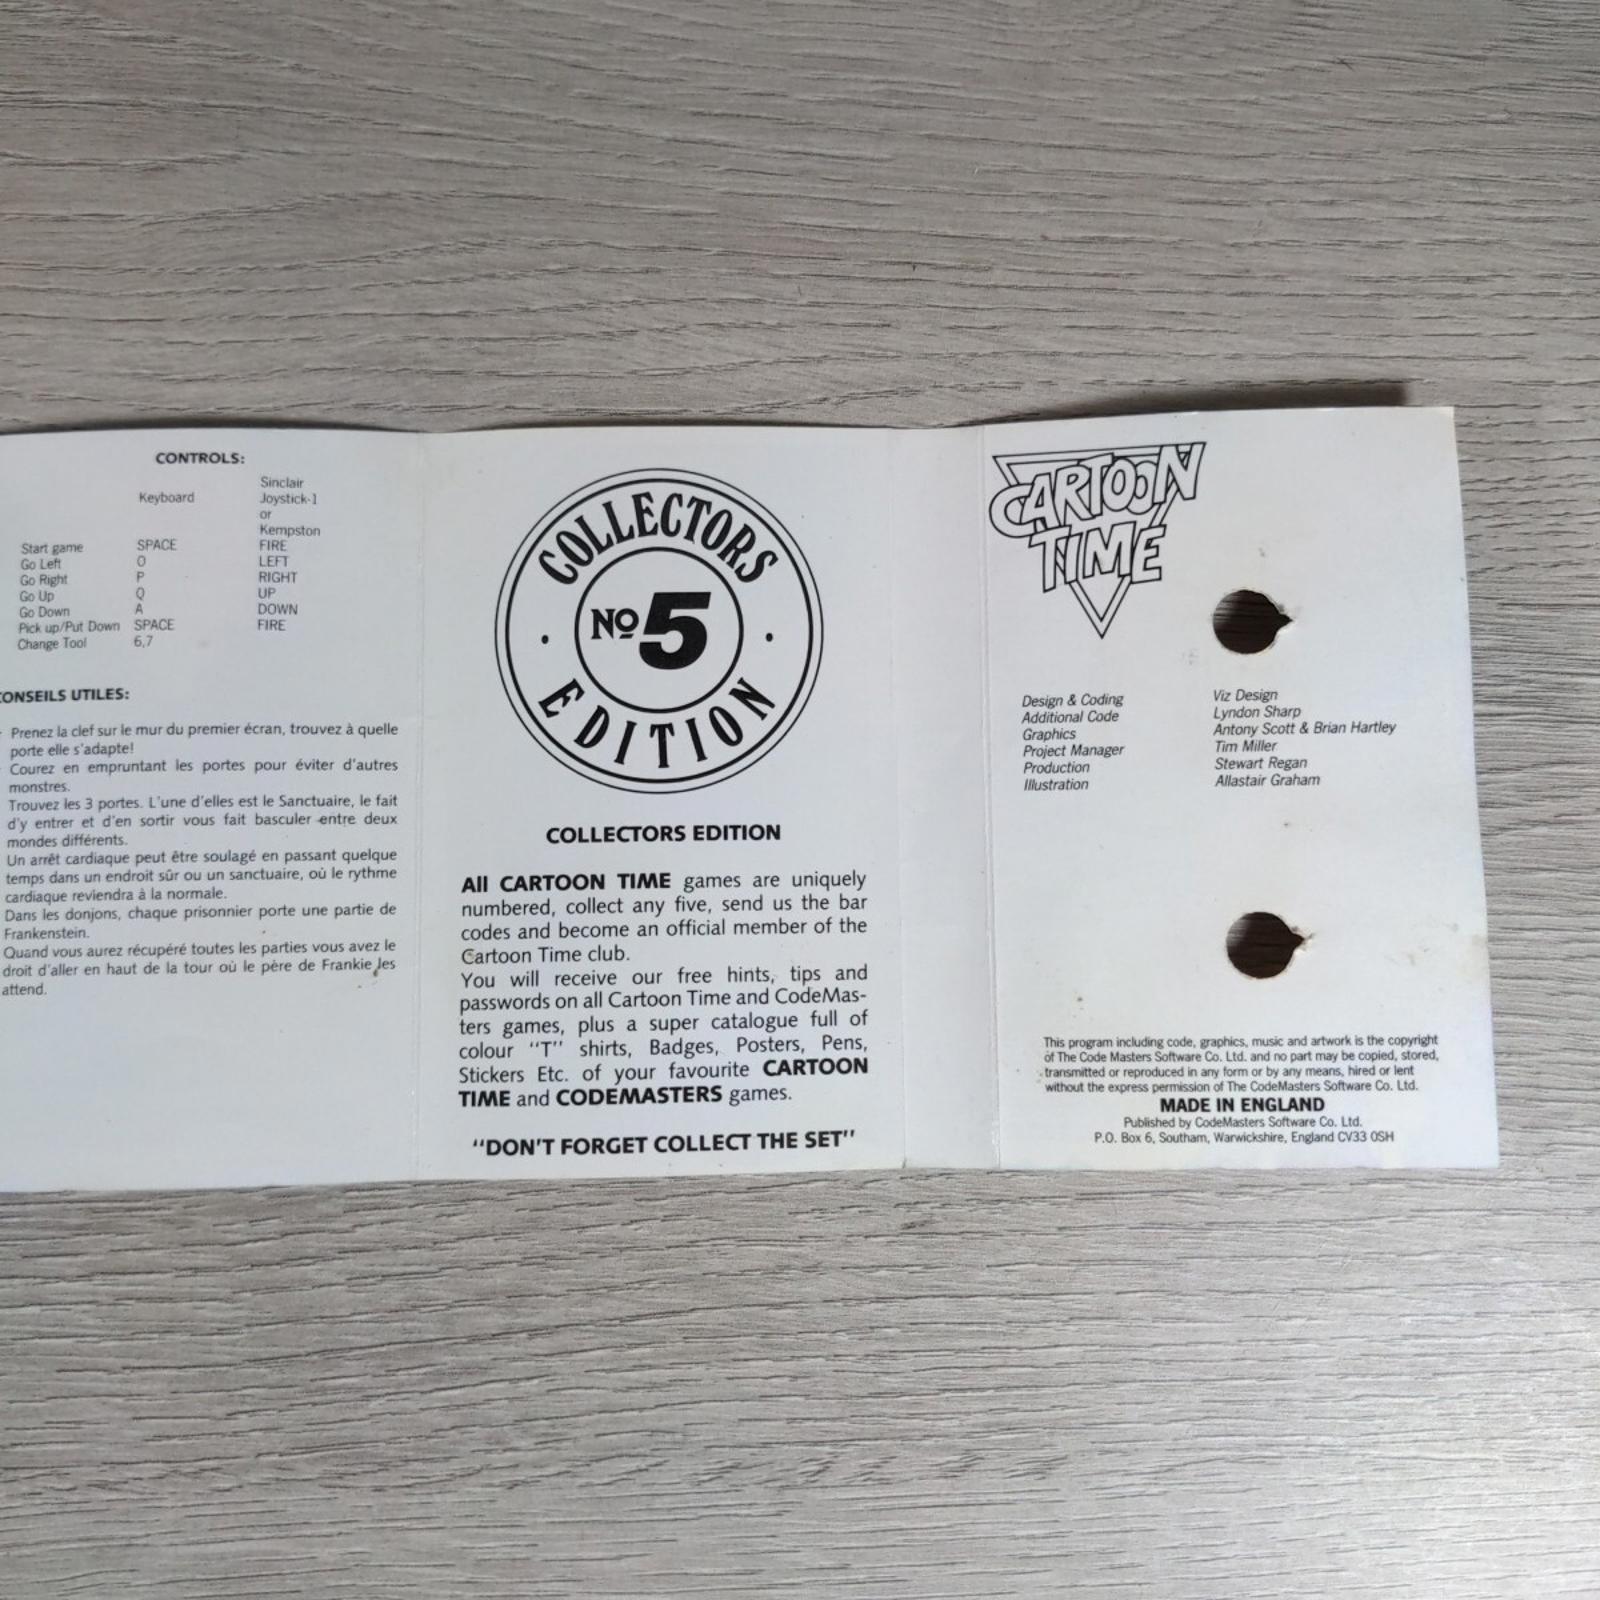 CONTROLS:
Keyboard
Sinclair
Joystick-1
or
Kempston
Start game SPACE FIRE
Go Left O LEFT
Go Right P RIGHT
Go Up Q UP
Go Down A DOWN
Pick up/Put Down SPACE FIRE
Change Tool 6,7
ONSEILS UTILES:
Prenez la clef sur le mur du premier écran, trouvez à quelle
porte elle s'adapte!
Courez en empruntant les portes pour éviter d'autres
monstres.
Trouvez les 3 portes. L'une d'elles est le Sanctuaire, le fait
d'y entrer et d'en sortir vous fait basculer entre deux
mondes différents.
Un arrêt cardiaque peut être soulagé en passant quelque
temps dans un endroit sûr ou un sanctuaire, où le rythme
cardiaque reviendra à la normale.
Dans les donjons, chaque prisonnier porte une partie de
Frankenstein.
Quand vous aurez récupéré toutes les parties vous avez le
droit d'aller en haut de la tour où le père de Frankie les
attend.
COLLECTORS
No 5
EDITION
COLLECTORS EDITION
All CARTOON TIME games are uniquely
numbered, collect any five, send us the bar
codes and become an official member of the
Cartoon Time club.
You will receive our free hints, tips and
passwords on all Cartoon Time and CodeMas-
ters games, plus a super catalogue full of
colour "T" shirts, Badges, Posters, Pens,
Stickers Etc. of your favourite CARTOON
TIME and CODEMASTERS games.
"DON'T FORGET COLLECT THE SET"
CARTOON
TIME
Design & Coding Viz Design
Additional Code Lyndon Sharp
Graphics Antony Scott & Brian Hartley
Project Manager Tim Miller
Production Stewart Regan
Illustration Allastair Graham
This program including code, graphics, music and artwork is the copyright
of The Code Masters Software Co. Ltd. and no part may be copied, stored,
transmitted or reproduced in any form or by any means, hired or lent
without the express permission of The CodeMasters Software Co. Ltd.
MADE IN ENGLAND
Published by CodeMasters Software Co. Ltd.
P.O. Box 6, Southam, Warwickshire, England CV33 0SH